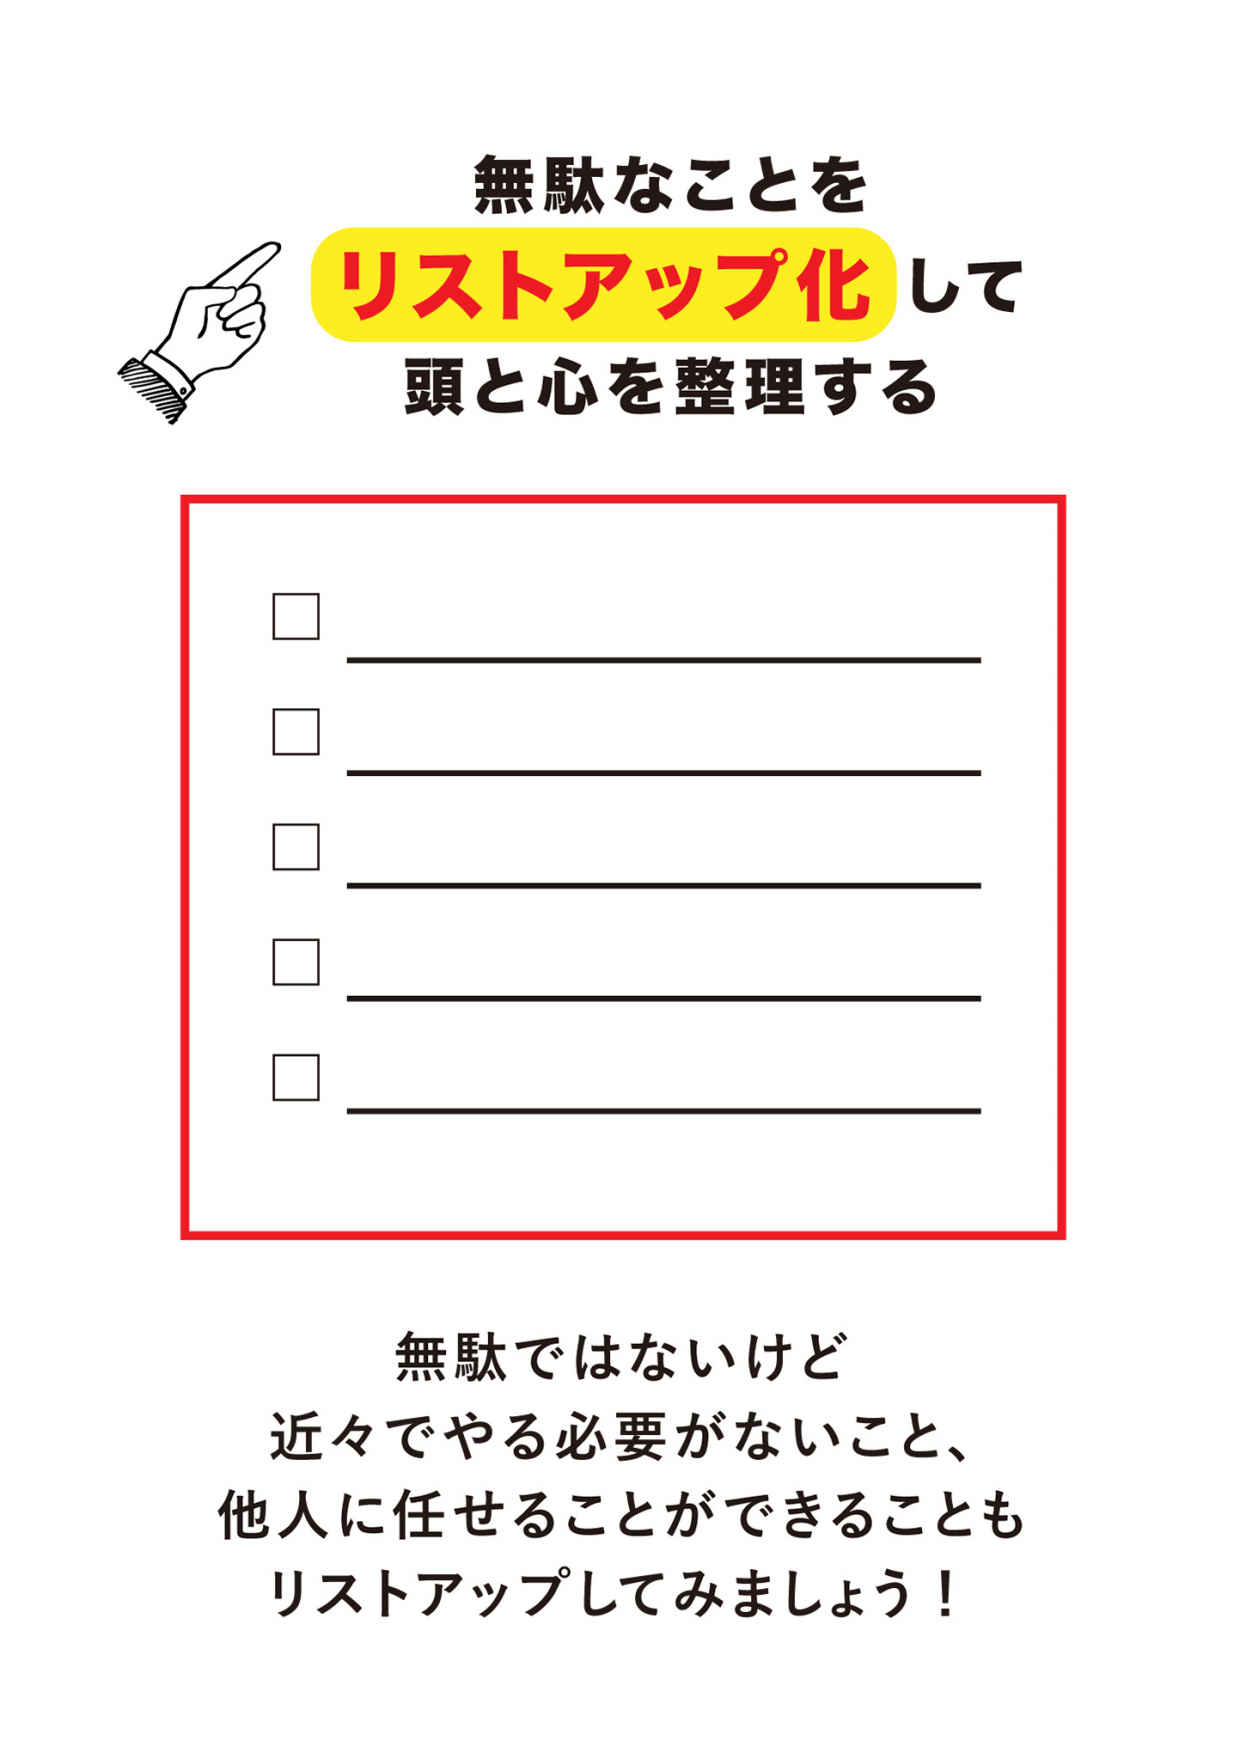 無駄なことを
リストアップ化して
頭と心を整理する
無駄ではないけど
近々でやる必要がないこと、
他人に任せることができることも
リストアップしてみましょう！